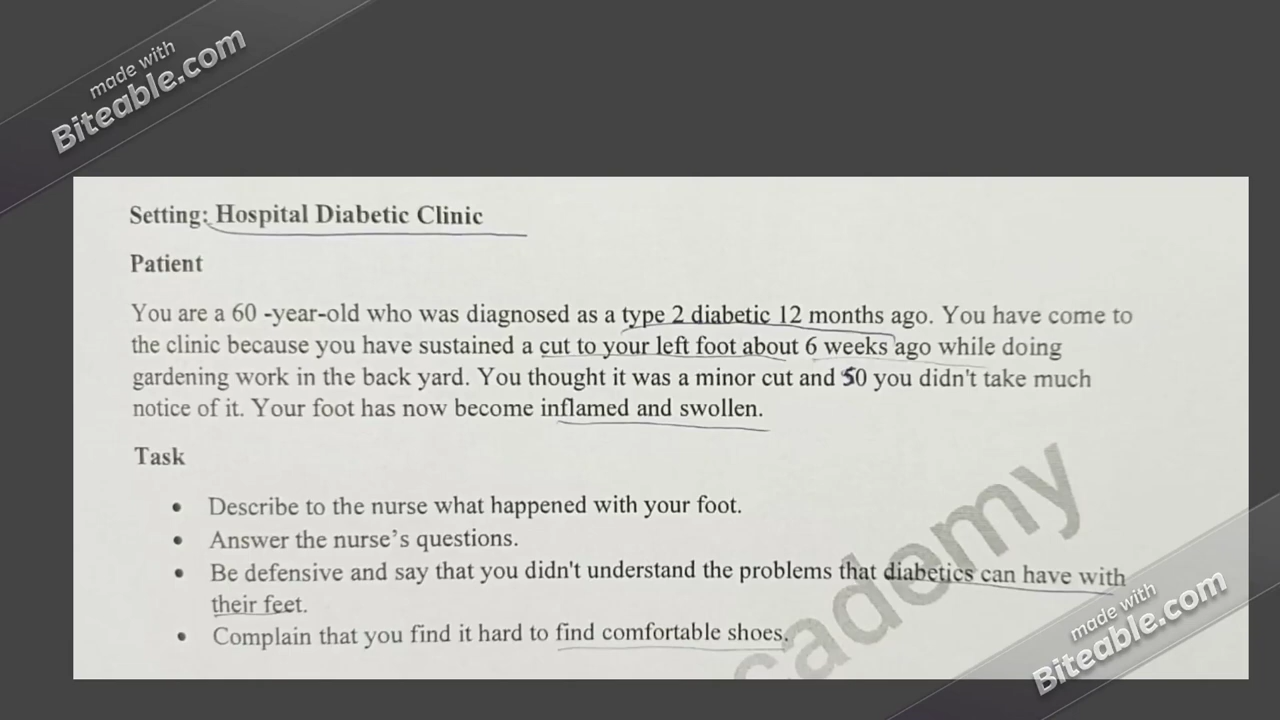 made with
Biteable.com
Setting: Hospital Diabetic Clinic
Patient
You are a 60 -year-old who was diagnosed as a type 2 diabetic 12 months ago. You have come to
the clinic because you have sustained a cut to your left foot about 6 weeks ago while doing
gardening work in the back yard. You thought it was a minor cut and 50 you didn't take much
notice of it. Your foot has now become inflamed and swollen.
Task
• Describe to the nurse what happened with your foot.
• Answer the nurse's questions.
• Be defensive and say that you didn't understand the problems that diabetics can have with
their feet.
• Complain that you find it hard to find comfortable shoes.
cademy
made with
Biteable.com